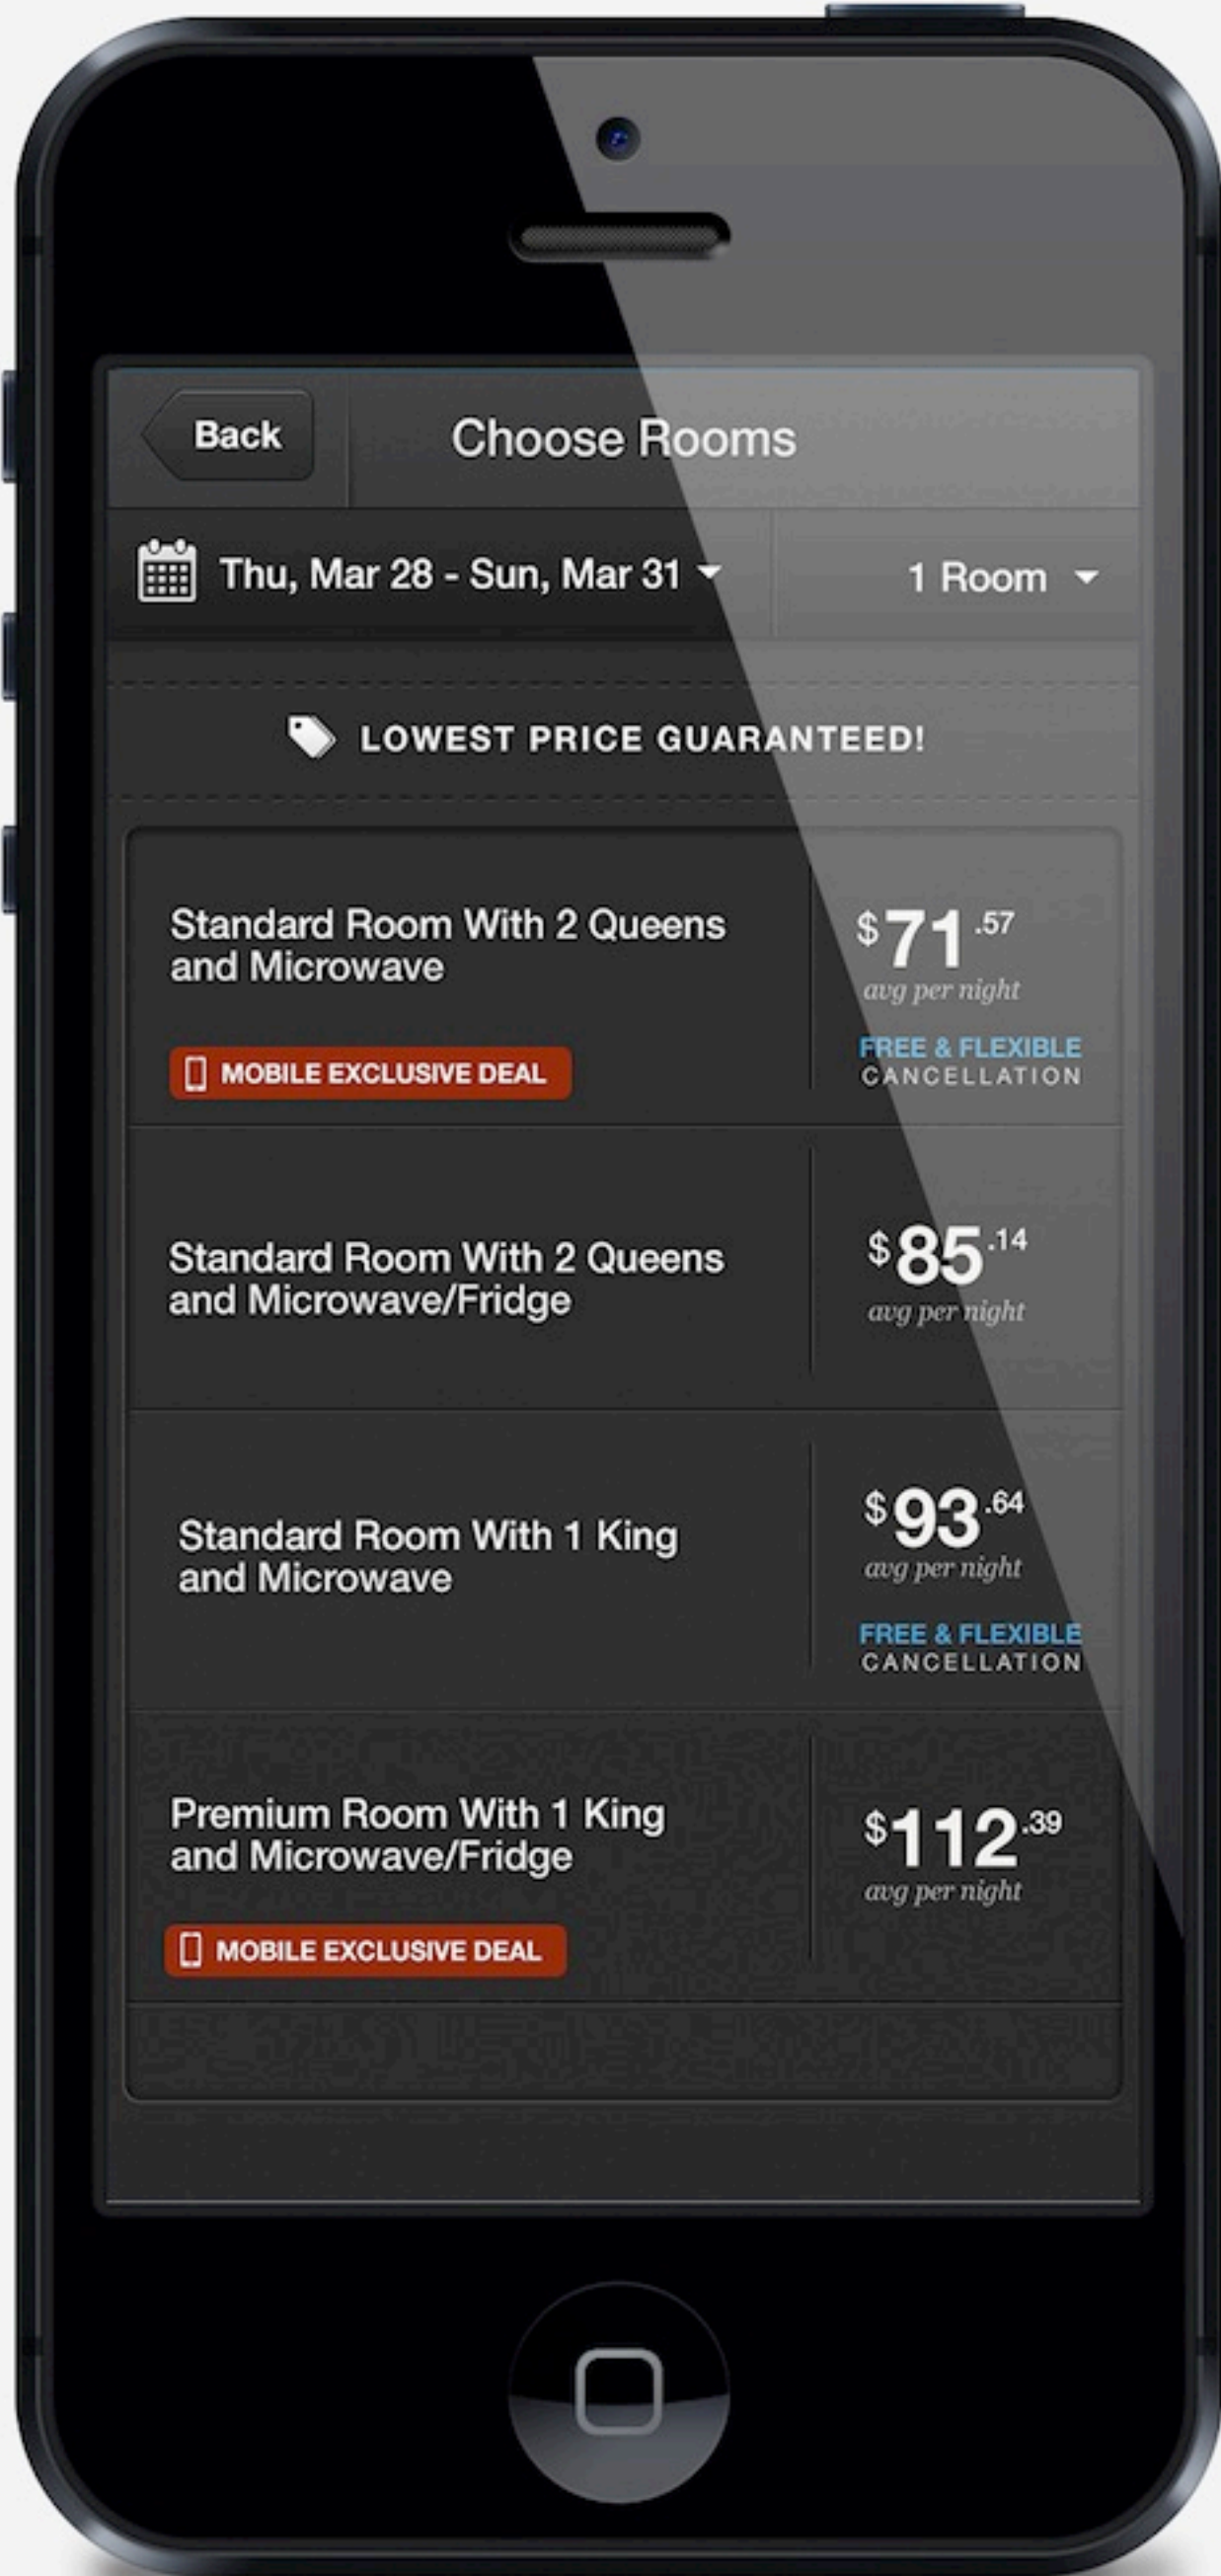 Back
Choose Rooms
Thu, Mar 28 - Sun, Mar 31
1 Room
LOWEST PRICE GUARANTEED!
Standard Room With 2 Queens
and Microwave
$71.57
avg per night
MOBILE EXCLUSIVE DEAL
FREE & FLEXIBLE
CANCELLATION
Standard Room With 2 Queens
and Microwave/Fridge
$85.14
avg per night
Standard Room With 1 King
and Microwave
$93.64
avg per night
FREE & FLEXIBLE
CANCELLATION
Premium Room With 1 King
and Microwave/Fridge
$112.39
avg per night
MOBILE EXCLUSIVE DEAL